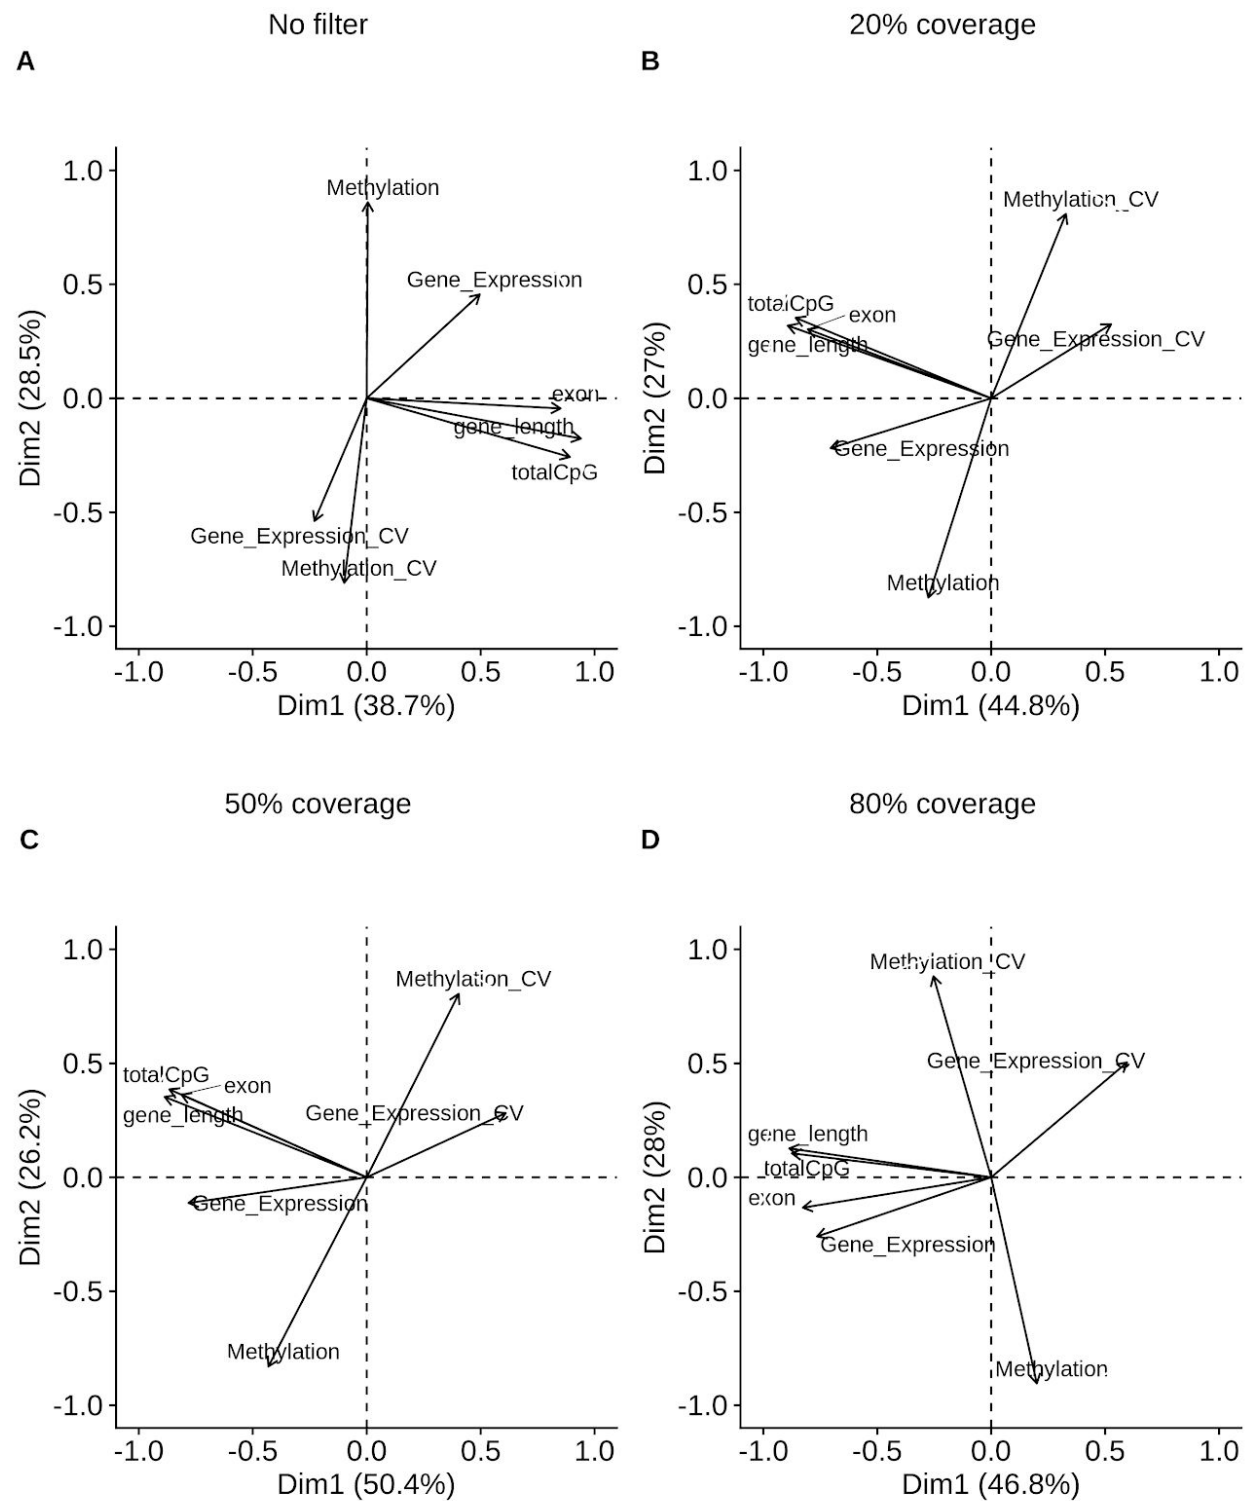 No filter
A
1.0
0.5
0.0
-0.5
-1.0
Dim2 (28.5%)
Methylation
Gene_Expression
exon
gene_length
totalCpG
Gene_Expression_CV
Methylation_CV
-1.0 -0.5 0.0 0.5 1.0
Dim1 (38.7%)
20% coverage
B
1.0
0.5
0.0
-0.5
-1.0
Dim2 (27%)
Methylation_CV
totalCpG
exon
gene_length
Gene_Expression_CV
Gene_Expression
Methylation
-1.0 -0.5 0.0 0.5 1.0
Dim1 (44.8%)
50% coverage
C
1.0
0.5
0.0
-0.5
-1.0
Dim2 (26.2%)
Methylation_CV
totalCpG
exon
gene_length
Gene_Expression_CV
Gene_Expression
Methylation
-1.0 -0.5 0.0 0.5 1.0
Dim1 (50.4%)
80% coverage
D
1.0
0.5
0.0
-0.5
-1.0
Dim2 (28%)
Methylation_CV
Gene_Expression_CV
gene_length
totalCpG
exon
Gene_Expression
Methylation
-1.0 -0.5 0.0 0.5 1.0
Dim1 (46.8%)